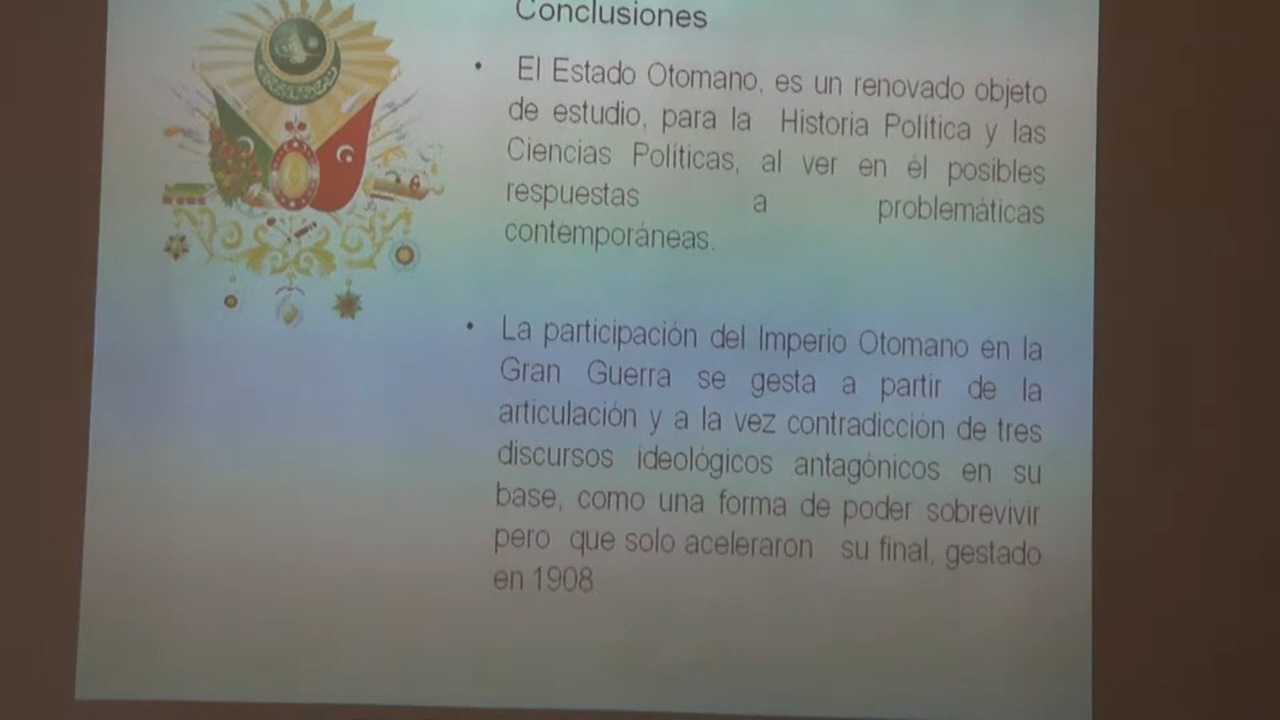 Conclusiones
• El Estado Otomano, es un renovado objeto
de estudio, para la Historia Política y las
Ciencias Políticas, al ver en él posibles
respuestas a problemáticas
contemporáneas.
• La participación del Imperio Otomano en la
Gran Guerra se gesta a partir de la
articulación y a la vez contradicción de tres
discursos ideológicos antagónicos en su
base, como una forma de poder sobrevivir
pero que solo aceleraron su final, gestado
en 1908